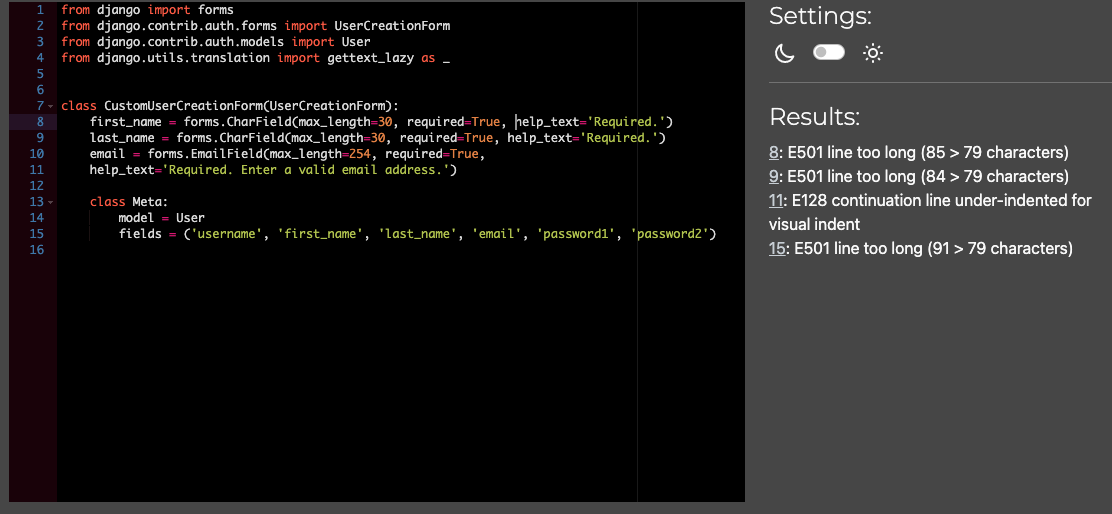 1 from django import forms
2 from django.contrib.auth.forms import UserCreationForm
3 from django.contrib.auth.models import User
4 from django.utils.translation import gettext_lazy as _
5
6
7 class CustomUserCreationForm(UserCreationForm):
8 first_name = forms.CharField(max_length=30, required=True, help_text='Required.')
9 last_name = forms.CharField(max_length=30, required=True, help_text='Required.')
10 email = forms.EmailField(max_length=254, required=True,
11 help_text='Required. Enter a valid email address.')
12
13 class Meta:
14 model = User
15 fields = ('username', 'first_name', 'last_name', 'email', 'password1', 'password2')
16
Settings:
Results:
8: E501 line too long (85 > 79 characters)
9: E501 line too long (84 > 79 characters)
11: E128 continuation line under-indented for
visual indent
15: E501 line too long (91 > 79 characters)